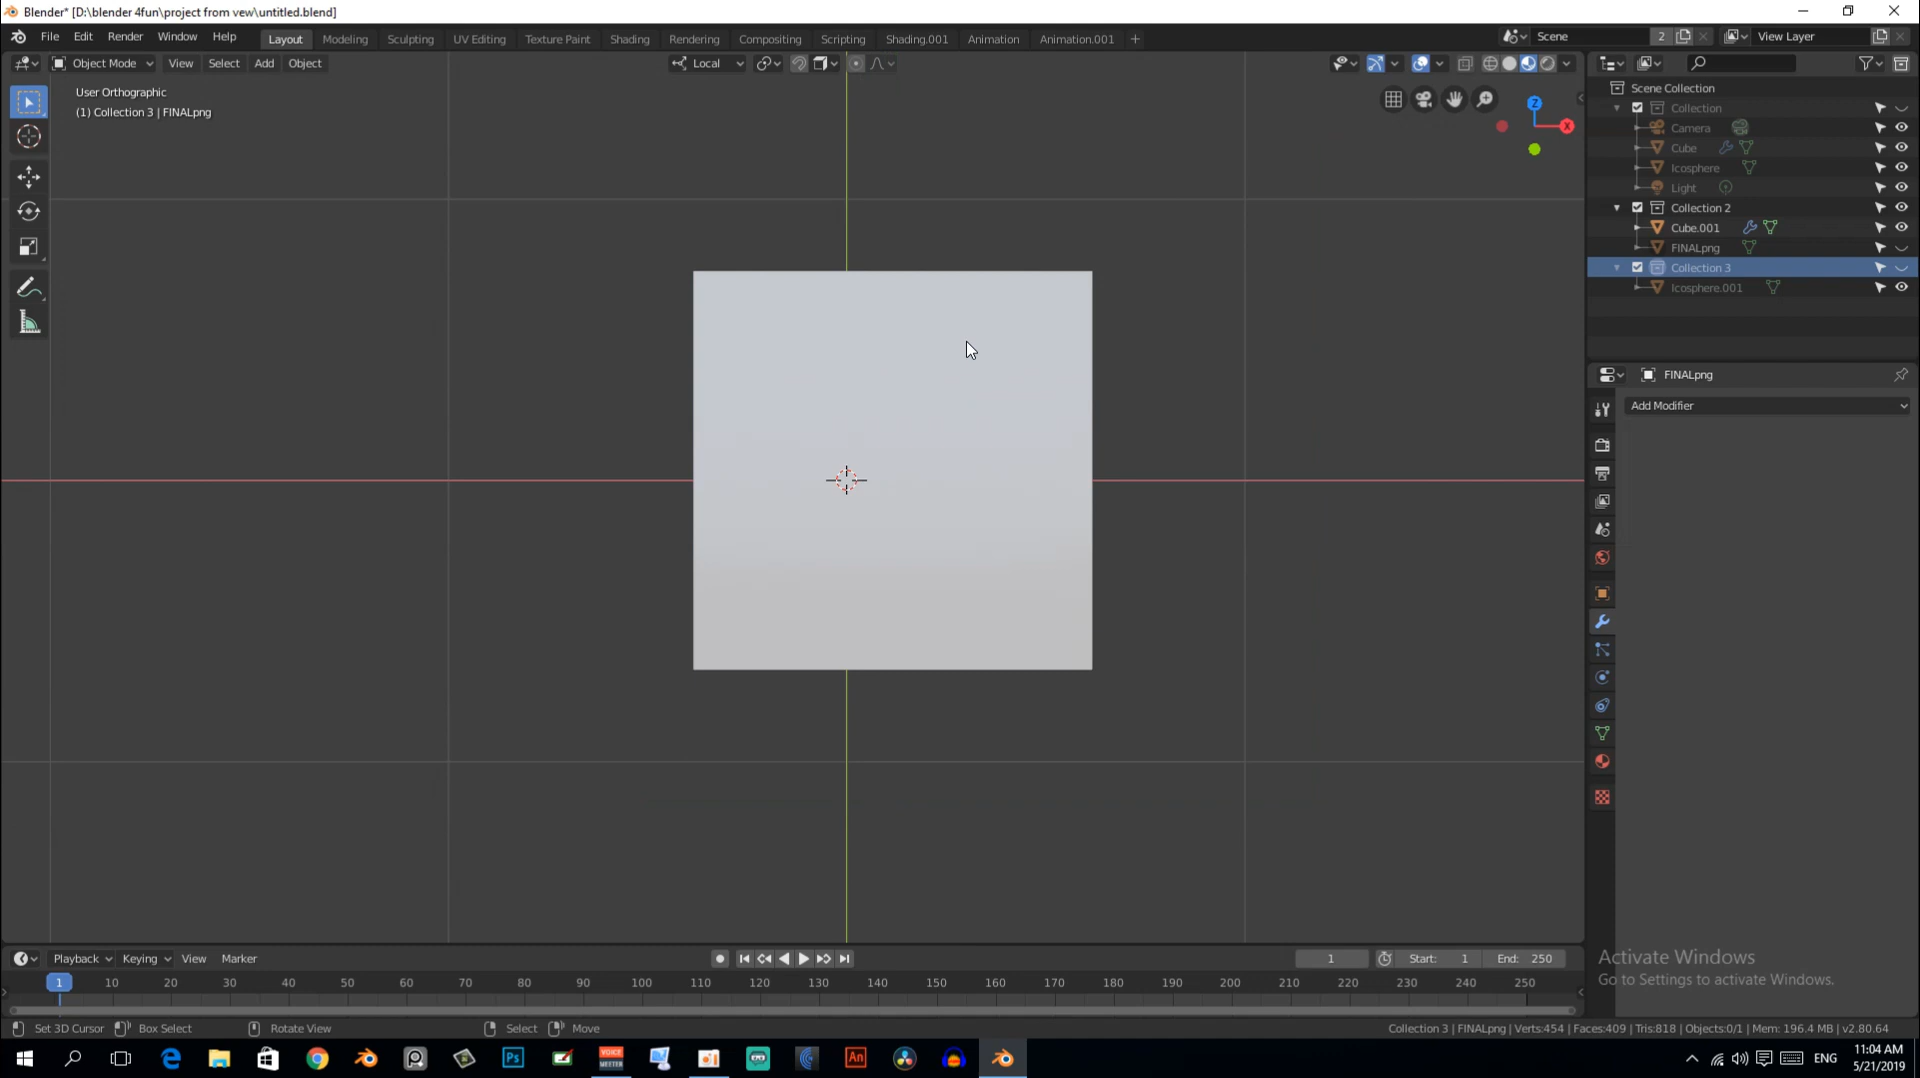 Blender* [D:\blender 4fun\project from vew\untitled.blend]
File Edit Render Window Help Layout Modeling Sculpting UV Editing Texture Paint Shading Rendering Compositing Scripting Shading.001 Animation Animation.001 + Scene 2 View Layer
Object Mode View Select Add Object Local
User Orthographic
(1) Collection 3 | FINALpng
Z
X
Scene Collection
Collection
Camera
Cube
Icosphere
Light
Collection 2
Cube.001
FINALpng
Collection 3
Icosphere.001
FINALpng
Add Modifier
Activate Windows
Go to Settings to activate Windows.
Playback Keying View Marker 1 Start: 1 End: 250
1 10 20 30 40 50 60 70 80 90 100 110 120 130 140 150 160 170 180 190 200 210 220 230 240 250
Set 3D Cursor Box Select Rotate View Select Move Collection 3 | FINALpng | Verts:454 | Faces:409 | Tris:818 | Objects:0/1 | Mem: 196.4 MB | v2.80.64
Ps VOICE MEETER An ENG 11:04 AM
5/21/2019